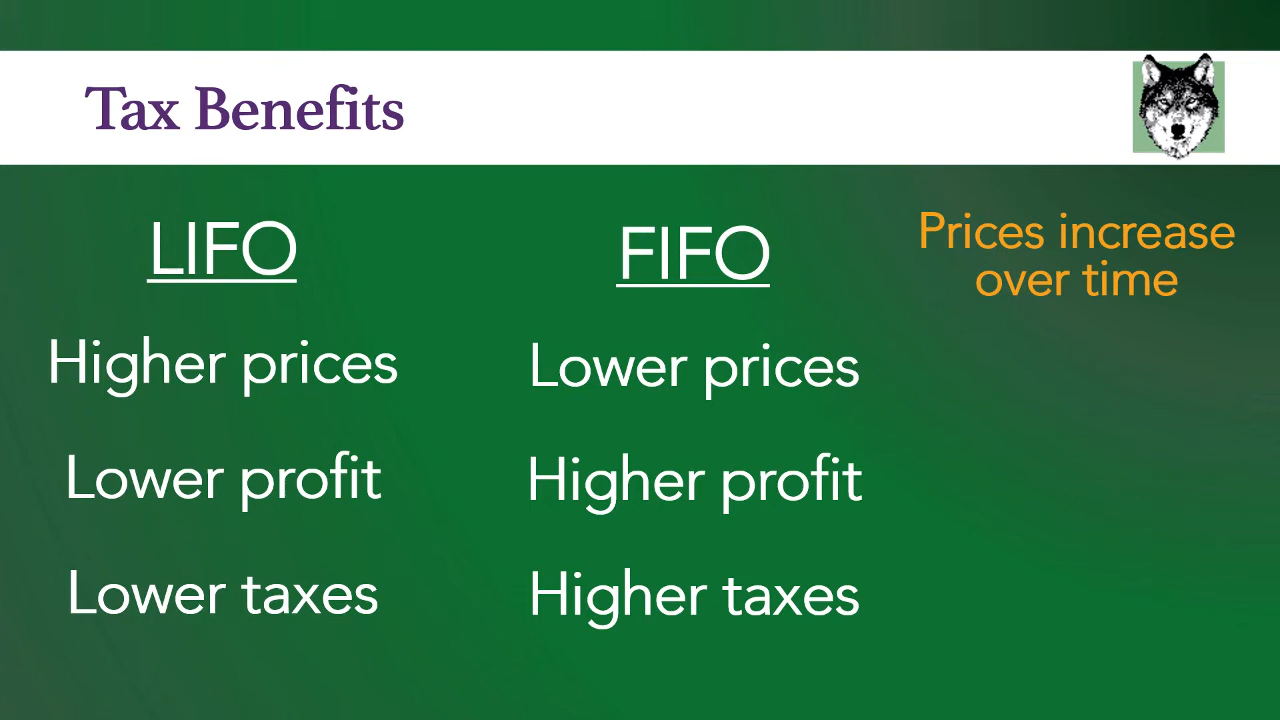 Tax Benefits
LIFO
FIFO
Prices increase
over time
Higher prices
Lower prices
Lower profit
Higher profit
Lower taxes
Higher taxes